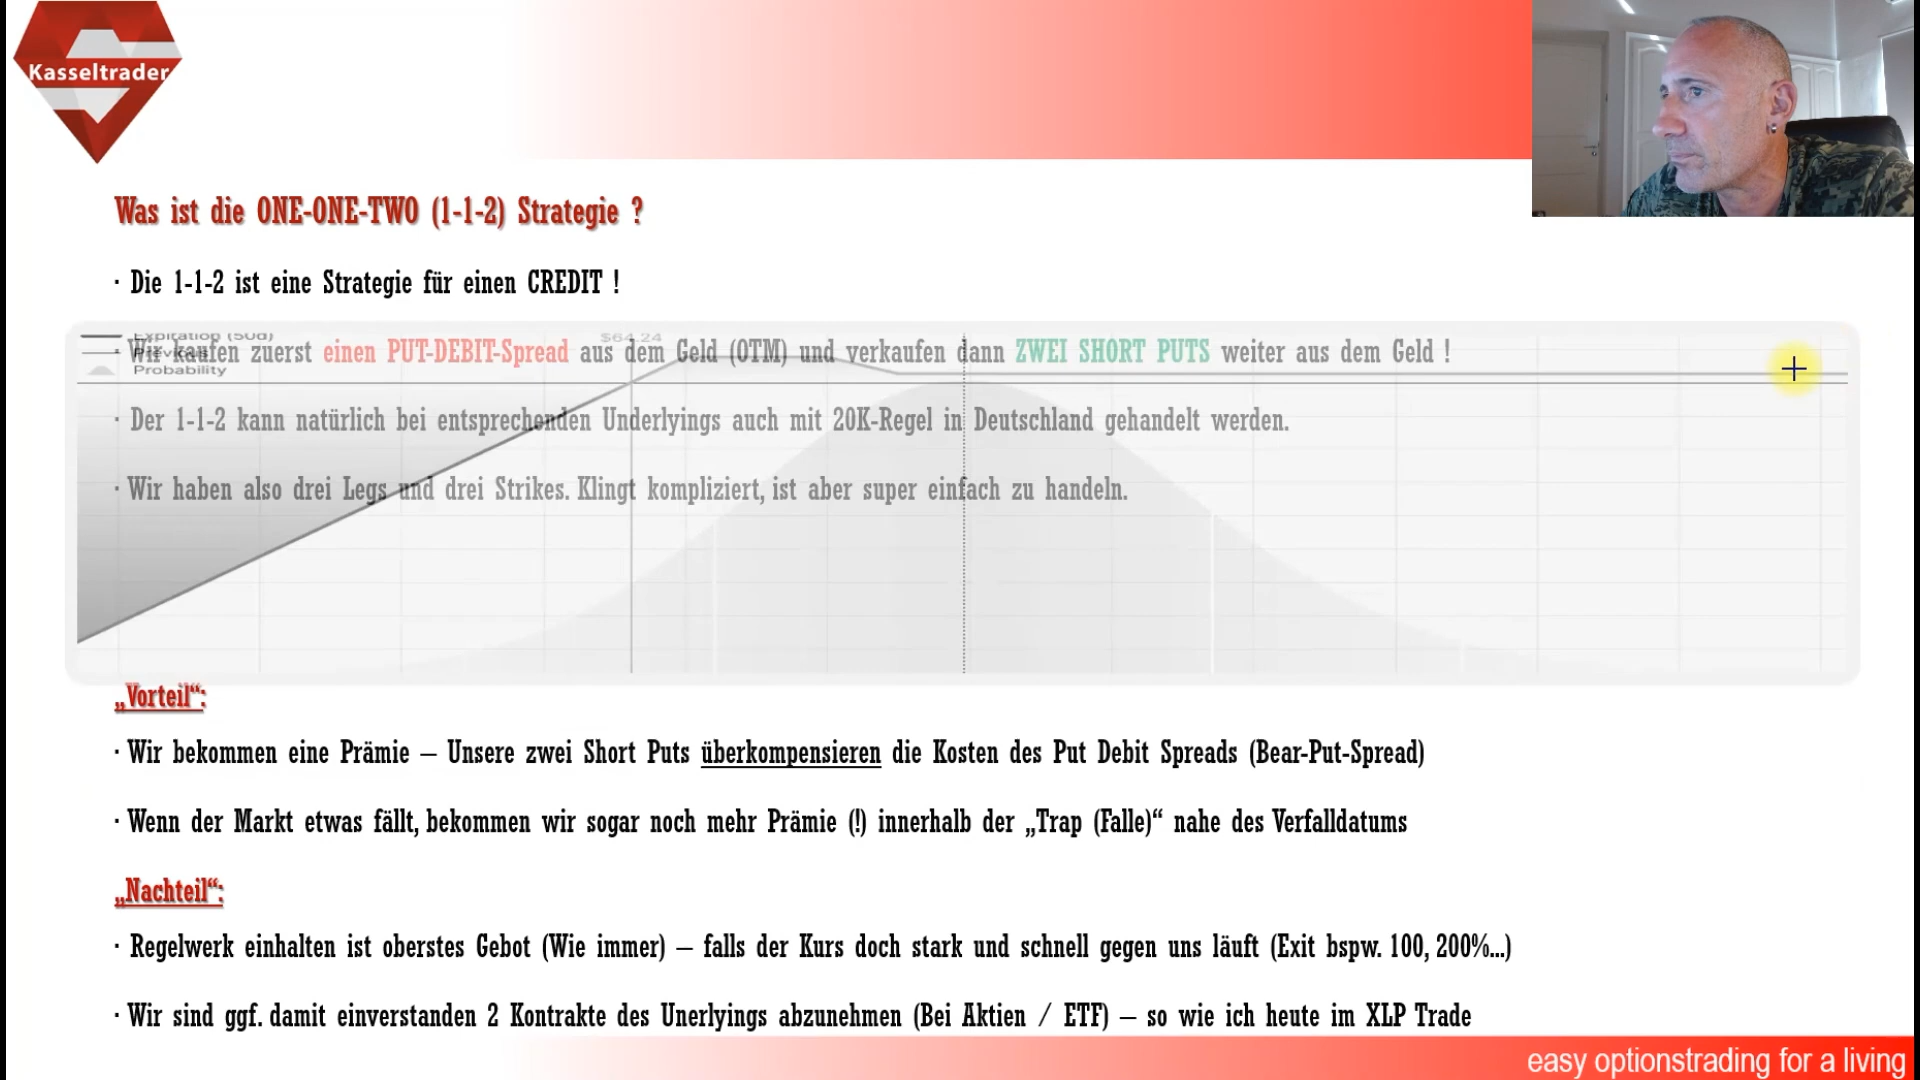 Kasseltrader
Was ist die ONE-ONE-TWO (1-1-2) Strategie ?
· Die 1-1-2 ist eine Strategie für einen CREDIT !
Expiration (50d)
$64.24
· Wir kaufen zuerst einen PUT-DEBIT-Spread aus dem Geld (OTM) und verkaufen dann ZWEI SHORT PUTS weiter aus dem Geld !
Previous
Probability
· Der 1-1-2 kann natürlich bei entsprechenden Underlyings auch mit 20K-Regel in Deutschland gehandelt werden.
· Wir haben also drei Legs und drei Strikes. Klingt kompliziert, ist aber super einfach zu handeln.
„Vorteil“:
· Wir bekommen eine Prämie – Unsere zwei Short Puts überkompensieren die Kosten des Put Debit Spreads (Bear-Put-Spread)
· Wenn der Markt etwas fällt, bekommen wir sogar noch mehr Prämie (!) innerhalb der „Trap (Falle)“ nahe des Verfalldatums
„Nachteil“:
· Regelwerk einhalten ist oberstes Gebot (Wie immer) – falls der Kurs doch stark und schnell gegen uns läuft (Exit bspw. 100, 200%...)
· Wir sind ggf. damit einverstanden 2 Kontrakte des Unerlyings abzunehmen (Bei Aktien / ETF) – so wie ich heute im XLP Trade
easy optionstrading for a living